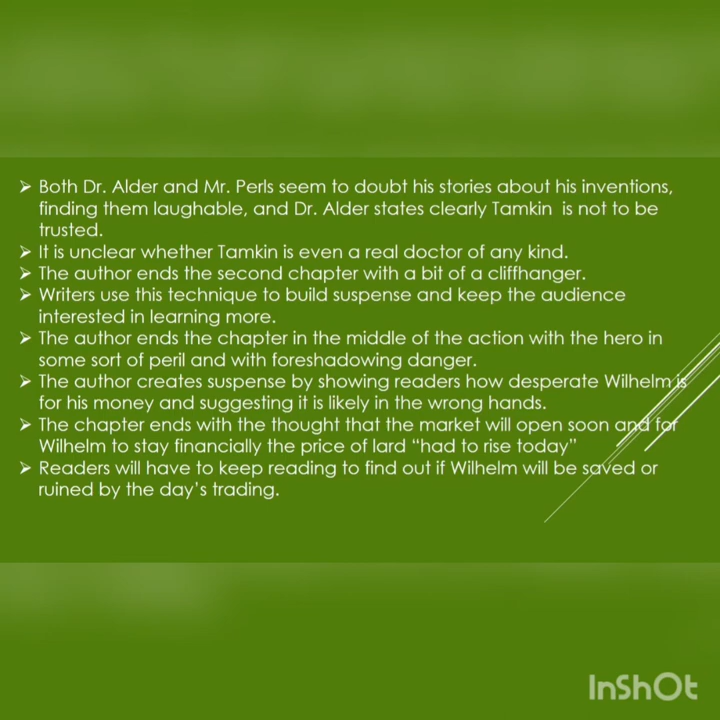 ➤ Both Dr. Alder and Mr. Perls seem to doubt his stories about his inventions,
finding them laughable, and Dr. Alder states clearly Tamkin is not to be
trusted.
➤ It is unclear whether Tamkin is even a real doctor of any kind.
➤ The author ends the second chapter with a bit of a cliffhanger.
➤ Writers use this technique to build suspense and keep the audience
interested in learning more.
➤ The author ends the chapter in the middle of the action with the hero in
some sort of peril and with foreshadowing danger.
➤ The author creates suspense by showing readers how desperate Wilhelm is
for his money and suggesting it is likely in the wrong hands.
➤ The chapter ends with the thought that the market will open soon and for
Wilhelm to stay financially the price of lard “had to rise today”
➤ Readers will have to keep reading to find out if Wilhelm will be saved or
ruined by the day’s trading.
InShOt